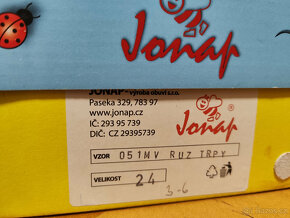 Jonap
JONAP-výroba obuvi s.r.o.
Paseka 329, 783 97
www.jonap.cz
IČ: 293 95 739
DIČ: CZ 29395739
Jonap
VZOR 051MV RUZ TRPY
VELIKOST 24
3-6